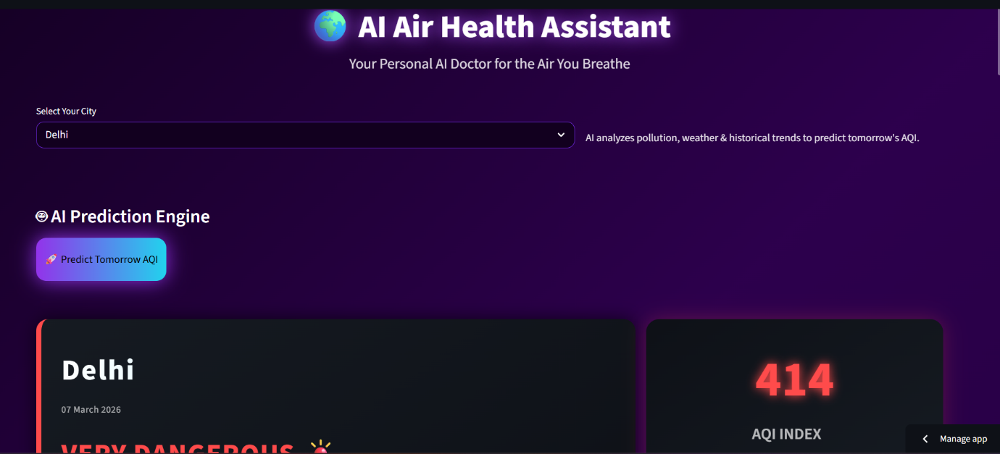 AI Air Health Assistant
Your Personal AI Doctor for the Air You Breathe
Select Your City
Delhi
AI analyzes pollution, weather & historical trends to predict tomorrow's AQI.
AI Prediction Engine
Predict Tomorrow AQI
Delhi
07 March 2026
VERY DANGEROUS
414
AQI INDEX
Manage app